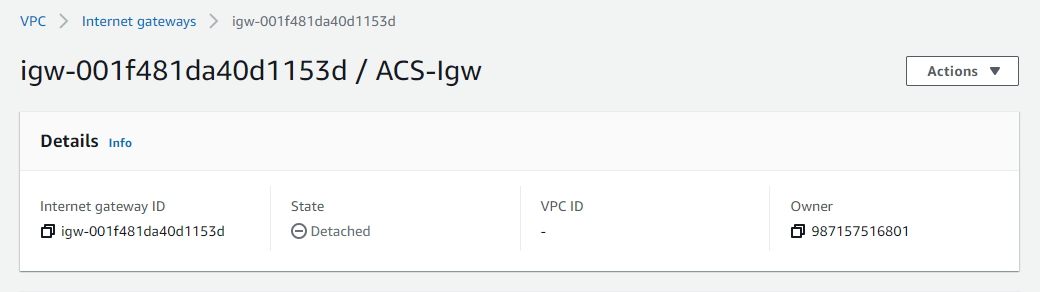 VPC > Internet gateways > igw-001f481da40d1153d
igw-001f481da40d1153d / ACS-Igw
Actions ▼
Details Info
Internet gateway ID State VPC ID Owner
igw-001f481da40d1153d Detached - 987157516801